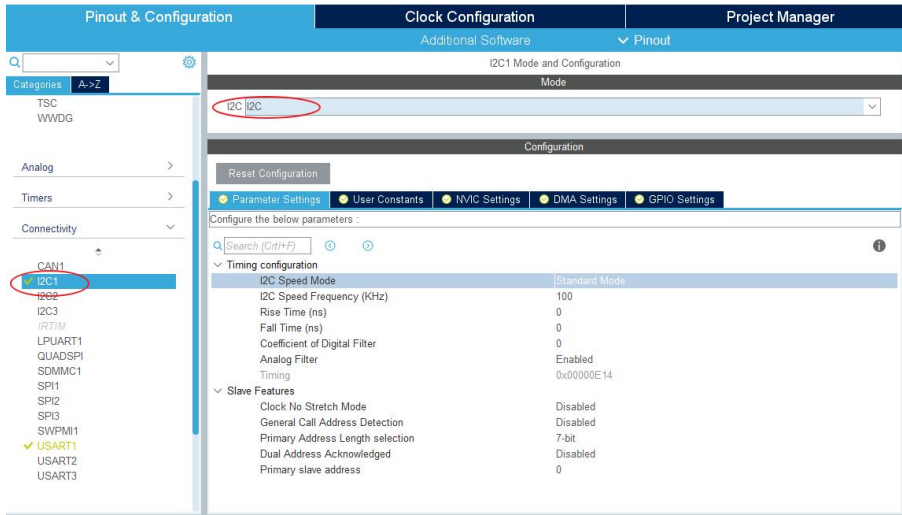 Pinout & Configuration Clock Configuration Project Manager
Additional Software Pinout
Categories A->Z
TSC
WWDG
Analog
Timers
Connectivity
CAN1
I2C1
I2C2
I2C3
IRTIM
LPUART1
QUADSPI
SDMMC1
SPI1
SPI2
SPI3
SWPMI1
USART1
USART2
USART3
I2C1 Mode and Configuration
Mode
I2C I2C
Configuration
Reset Configuration
Parameter Settings User Constants NVIC Settings DMA Settings GPIO Settings
Configure the below parameters :
Search (CrtI+F)
Timing configuration
I2C Speed Mode Standard Mode
I2C Speed Frequency (KHz) 100
Rise Time (ns) 0
Fall Time (ns) 0
Coefficient of Digital Filter 0
Analog Filter Enabled
Timing 0x00000E14
Slave Features
Clock No Stretch Mode Disabled
General Call Address Detection Disabled
Primary Address Length selection 7-bit
Dual Address Acknowledged Disabled
Primary slave address 0